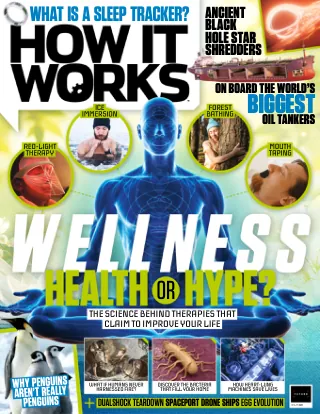 WHAT IS A SLEEP TRACKER?
HOW IT
WORKS
ANCIENT
BLACK
HOLE STAR
SHREDDERS
ON BOARD THE WORLD'S
BIGGEST
OIL TANKERS
ICE
IMMERSION
FOREST
BATHING
RED-LIGHT
THERAPY
MOUTH
TAPING
WELLNESS
HEALTH OR HYPE?
THE SCIENCE BEHIND THERAPIES THAT
CLAIM TO IMPROVE YOUR LIFE
WHY PENGUINS
AREN'T REALLY
PENGUINS
WHAT IF HUMANS NEVER
HARNESSED FIRE?
DISCOVER THE BACTERIA
THAT FILL YOUR HOME
HOW HEART-LUNG
MACHINES SAVE LIVES
+ DUALSHOCK TEARDOWN SPACEPORT DRONE SHIPS EGG EVOLUTION
FUTURE